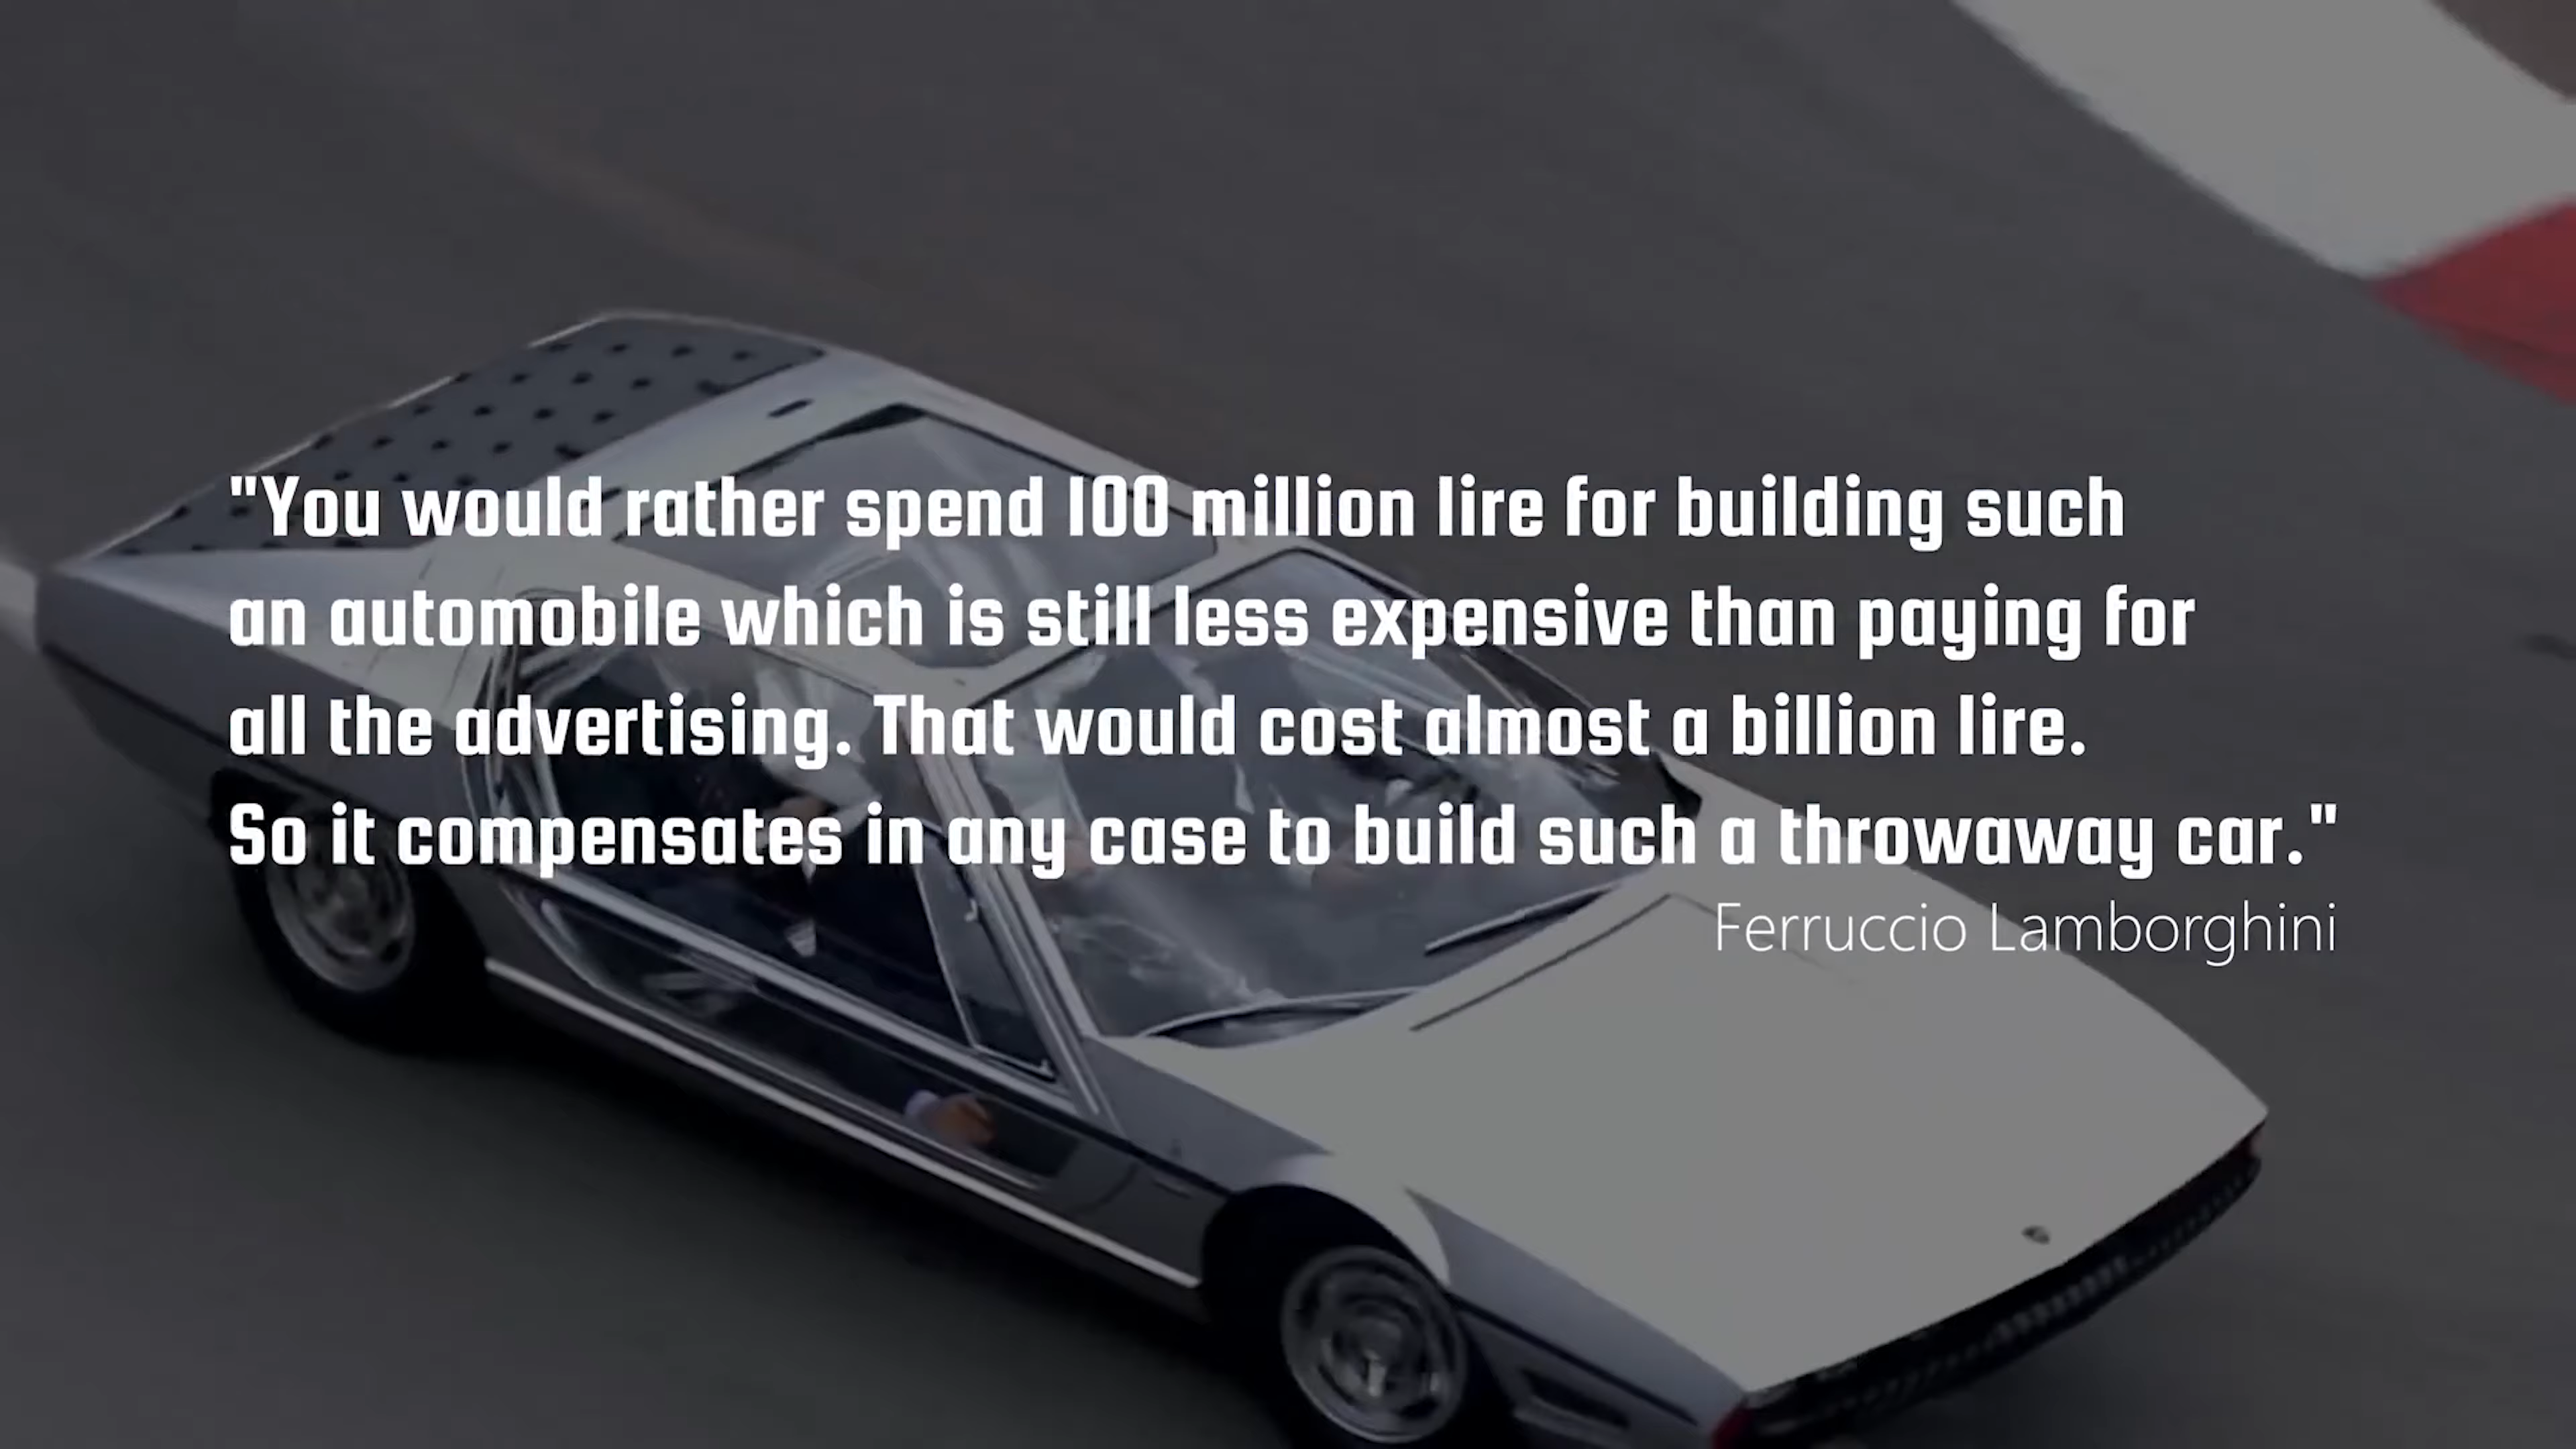 "You would rather spend 100 million lire for building such
an automobile which is still less expensive than paying for
all the advertising. That would cost almost a billion lire.
So it compensates in any case to build such a throwaway car."
Ferruccio Lamborghini